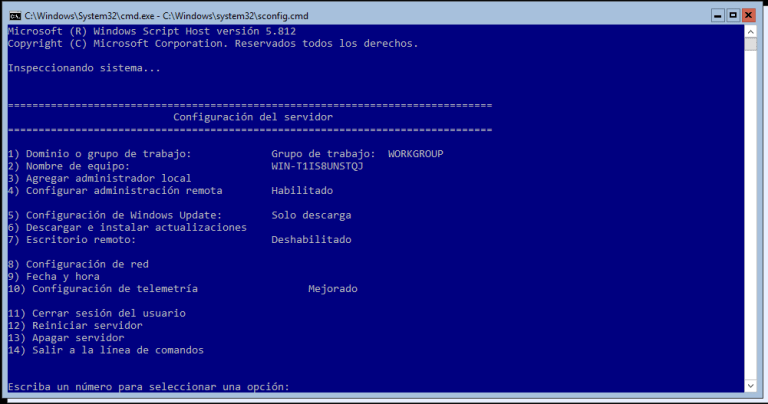 C:\Windows\System32\cmd.exe - C:\Windows\system32\sconfig.cmd
Microsoft (R) Windows Script Host versión 5.812
Copyright (C) Microsoft Corporation. Reservados todos los derechos.
Inspeccionando sistema...
===============================================================================
Configuración del servidor
===============================================================================
1) Dominio o grupo de trabajo: Grupo de trabajo: WORKGROUP
2) Nombre de equipo: WIN-T1IS8UNSTQJ
3) Agregar administrador local
4) Configurar administración remota Habilitado
5) Configuración de Windows Update: Solo descarga
6) Descargar e instalar actualizaciones
7) Escritorio remoto: Deshabilitado
8) Configuración de red
9) Fecha y hora
10) Configuración de telemetría Mejorado
11) Cerrar sesión del usuario
12) Reiniciar servidor
13) Apagar servidor
14) Salir a la línea de comandos
Escriba un número para seleccionar una opción: